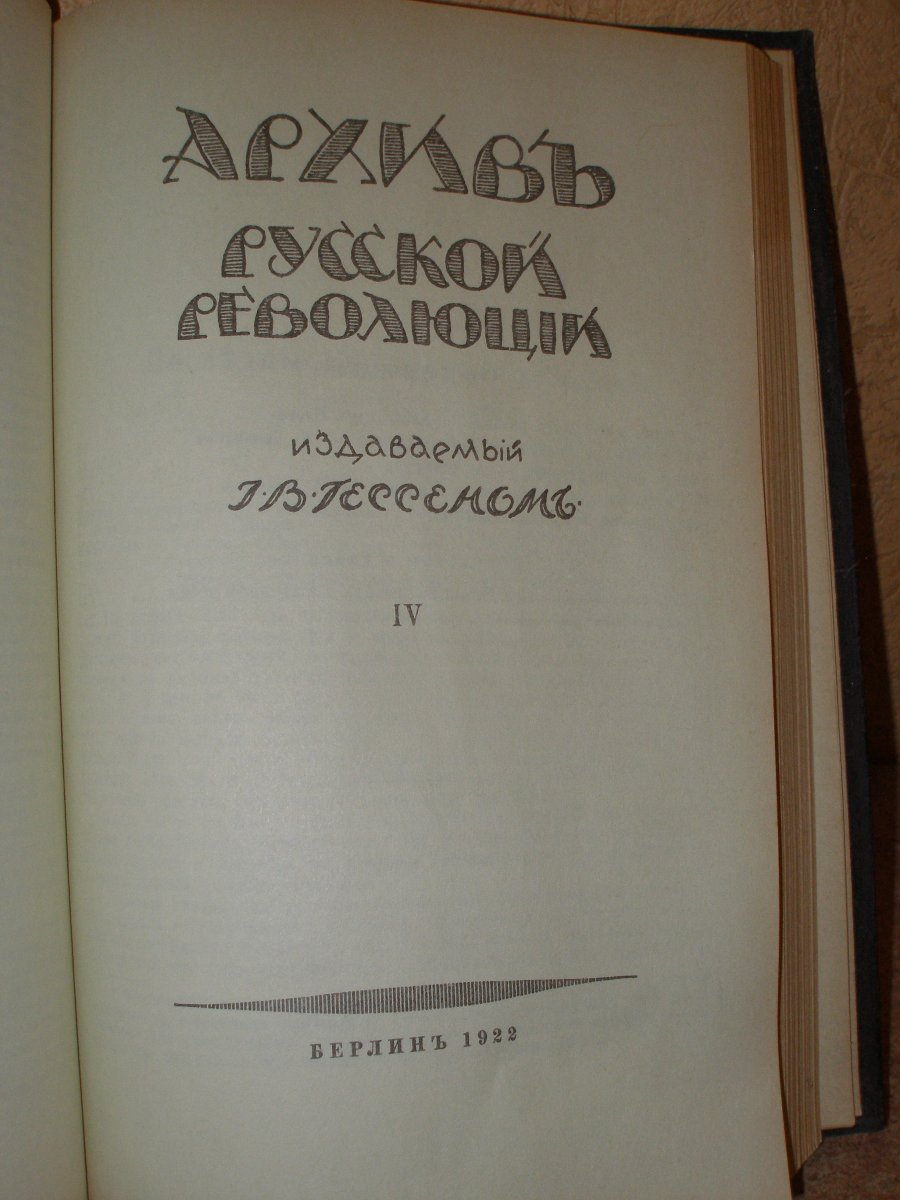 АРХИВЪ
РУССКОЙ
РЕВОЛЮЦІИ
издаваемый
І·В·ГЕССЕНОМЪ·
IV
БЕРЛИНЪ 1922